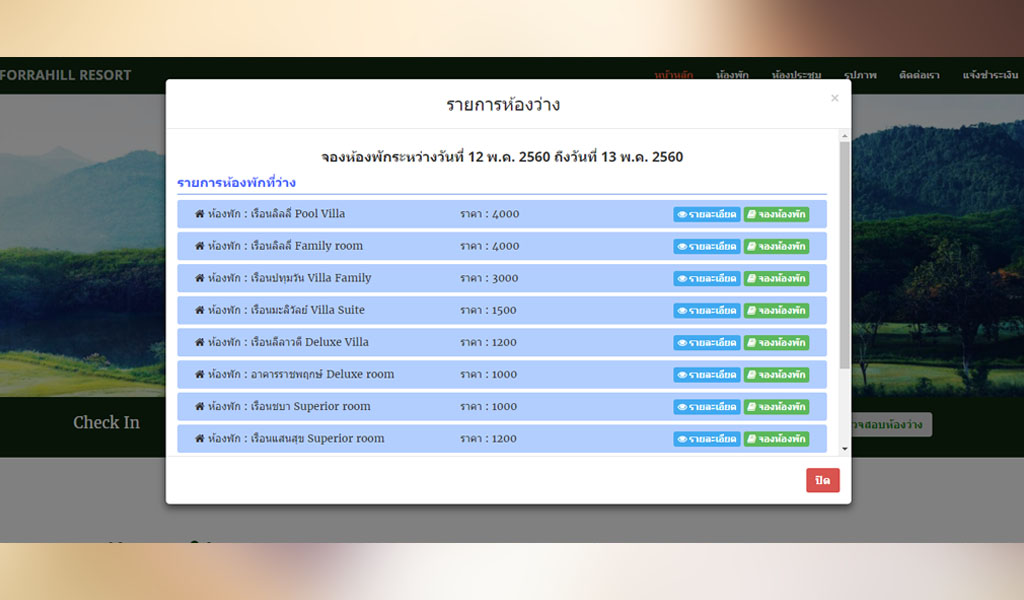 FORRAHILL RESORT
หน้าหลัก ห้องพัก ห้องประชุม รูปภาพ ติดต่อเรา แจ้งชำระเงิน
รายการห้องว่าง ×
จองห้องพักระหว่างวันที่ 12 พ.ค. 2560 ถึงวันที่ 13 พ.ค. 2560
รายการห้องพักที่ว่าง
ห้องพัก : เรือนลิลลี่ Pool Villa ราคา : 4000 รายละเอียด จองห้องพัก
ห้องพัก : เรือนลิลลี่ Family room ราคา : 4000 รายละเอียด จองห้องพัก
ห้องพัก : เรือนปทุมวัน Villa Family ราคา : 3000 รายละเอียด จองห้องพัก
ห้องพัก : เรือนมะลิวัลย์ Villa Suite ราคา : 1500 รายละเอียด จองห้องพัก
ห้องพัก : เรือนลีลาวดี Deluxe Villa ราคา : 1200 รายละเอียด จองห้องพัก
ห้องพัก : อาคารราชพฤกษ์ Deluxe room ราคา : 1000 รายละเอียด จองห้องพัก
ห้องพัก : เรือนชบา Superior room ราคา : 1000 รายละเอียด จองห้องพัก
ห้องพัก : เรือนแสนสุข Superior room ราคา : 1200 รายละเอียด จองห้องพัก
Check In วจสอบห้องว่าง
ปิด